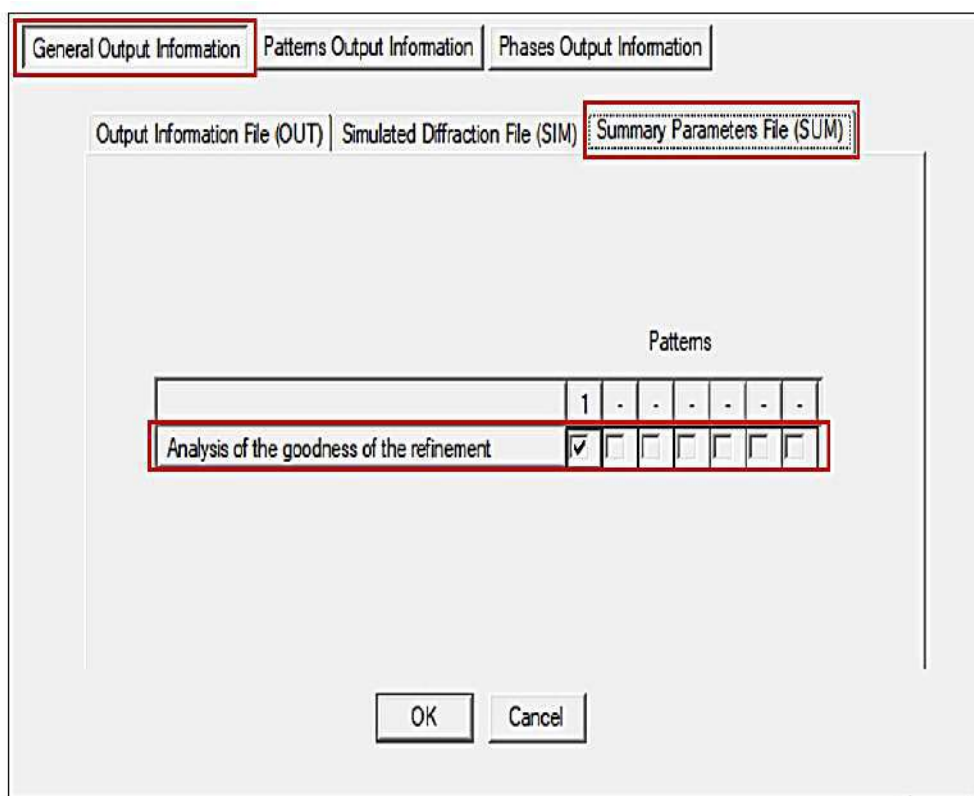 General Output Information Patterns Output Information Phases Output Information
Output Information File (OUT) Simulated Diffraction File (SIM) Summary Parameters File (SUM)
Patterns
1 - - - - - -
Analysis of the goodness of the refinement
OK Cancel